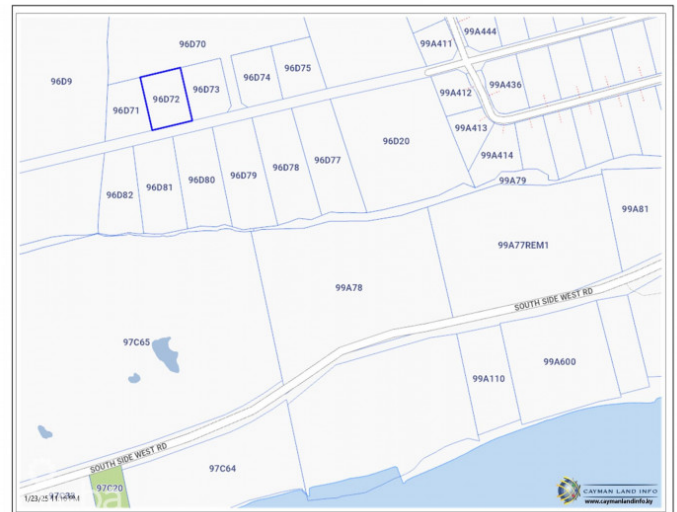 99A444
96D70
99A411
96D9
96D75
96D74
99A436
96D73
96D72
99A412
96D71
99A413
96D20
99A414
96D77
96D78
96D79
96D80
96D81
96D82
99A79
99A81
99A77REM1
99A78
SOUTH SIDE WEST RD
97C65
99A600
99A110
SOUTH SIDE WEST RD
97C64
97C20
CAYMAN LAND INFO
www.caymanlandinfo.ky